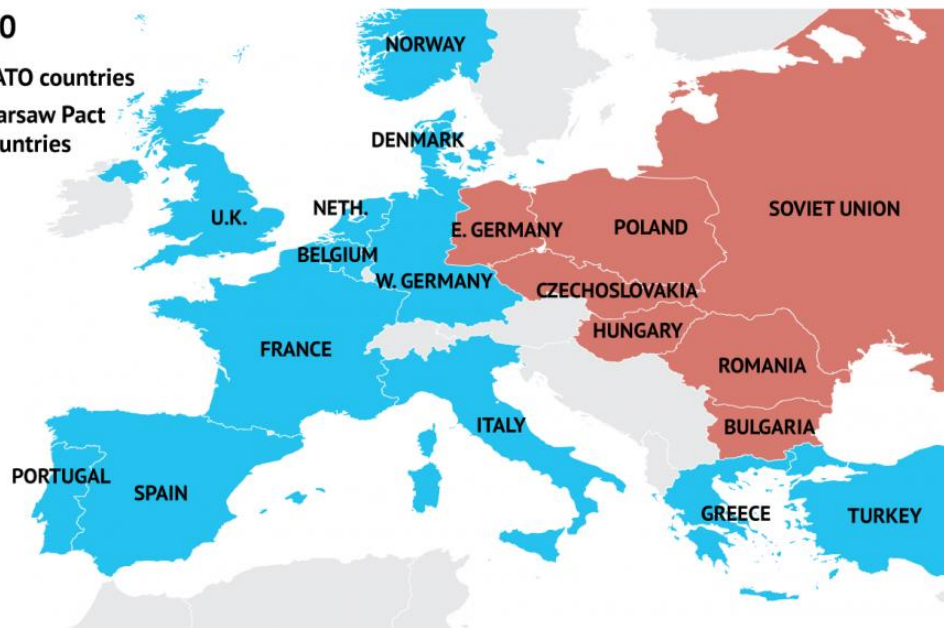 0
ATO countries
arsaw Pact
untries
NORWAY
DENMARK
NETH.
U.K.
BELGIUM
E. GERMANY
POLAND
SOVIET UNION
W. GERMANY
CZECHOSLOVAKIA
HUNGARY
FRANCE
ROMANIA
ITALY
BULGARIA
PORTUGAL
SPAIN
GREECE
TURKEY